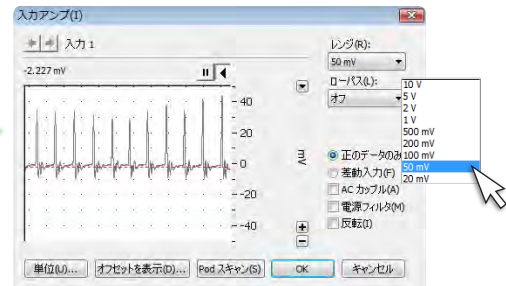 入力アンプ(I)
入力 1
レンジ(R):
50 mV
-2.227 mV
ローパス(L):
オフ
10 V
5 V
2 V
1 V
500 mV
200 mV
100 mV
50 mV
20 mV
40
20
0
-20
-40
mV
正のデータのみ
差動入力(F)
AC カップル(A)
電源フィルタ(M)
反転(I)
単位(U)...
オフセットを表示(D)...
Pod スキャン(S)
OK
キャンセル